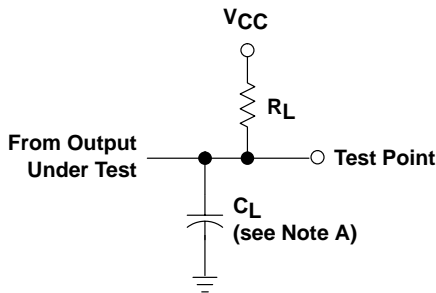 VCC
RL
From Output
Under Test
Test Point
CL
(see Note A)